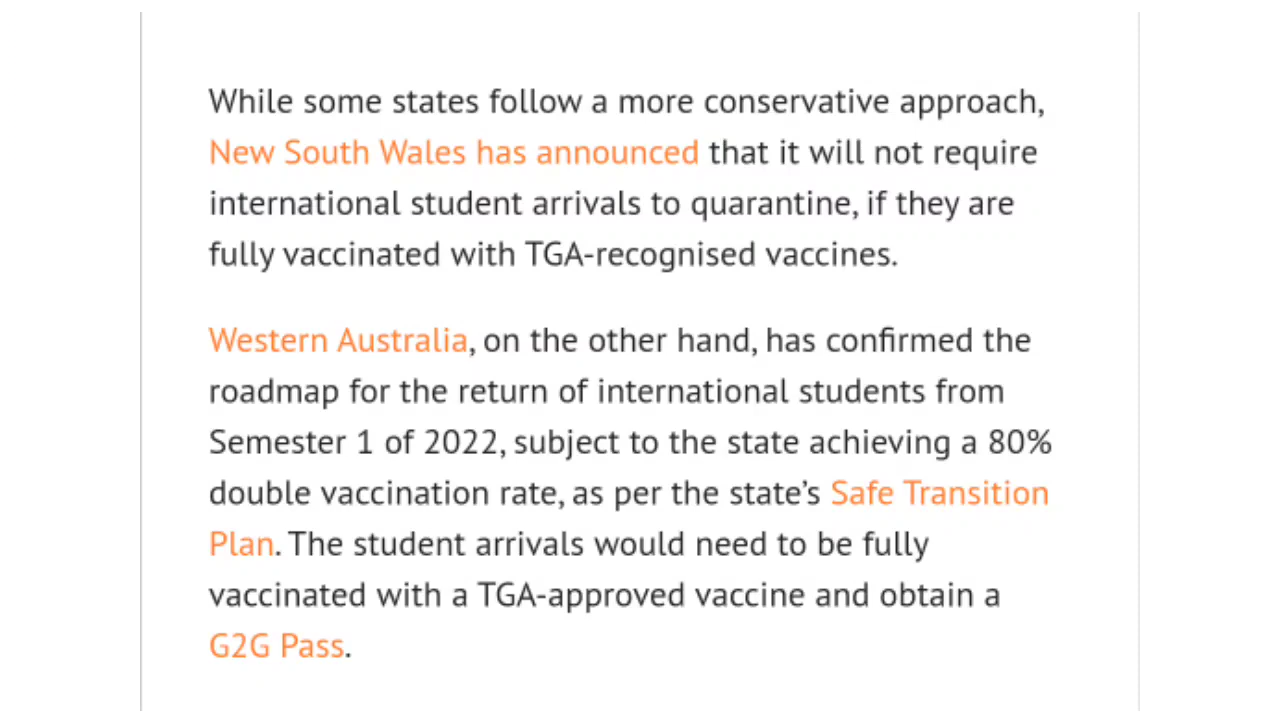 While some states follow a more conservative approach,
New South Wales has announced that it will not require
international student arrivals to quarantine, if they are
fully vaccinated with TGA-recognised vaccines.
Western Australia, on the other hand, has confirmed the
roadmap for the return of international students from
Semester 1 of 2022, subject to the state achieving a 80%
double vaccination rate, as per the state’s Safe Transition
Plan. The student arrivals would need to be fully
vaccinated with a TGA-approved vaccine and obtain a
G2G Pass.